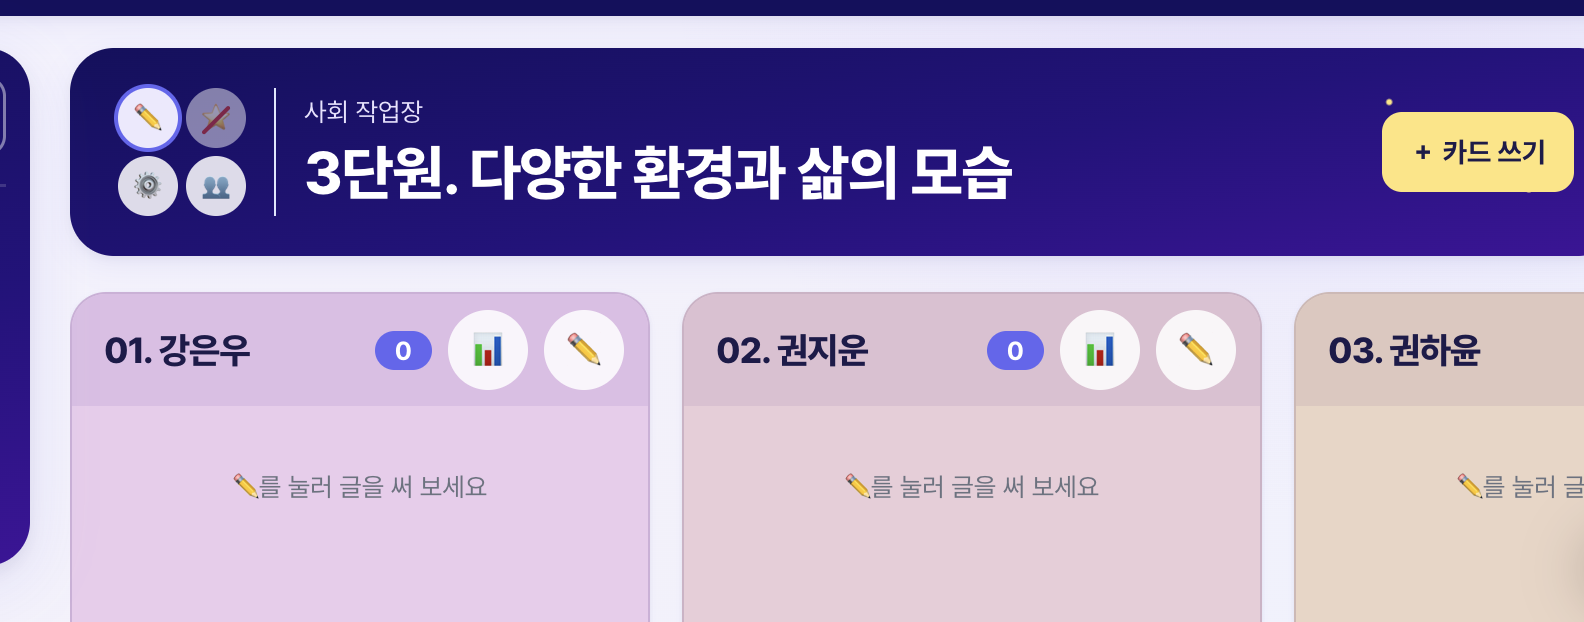 사회 작업장
3단원. 다양한 환경과 삶의 모습
+ 카드 쓰기
01. 강은우 0
02. 권지운 0
03. 권하윤
✏️를 눌러 글을 써 보세요
✏️를 눌러 글을 써 보세요
✏️를 눌러 글